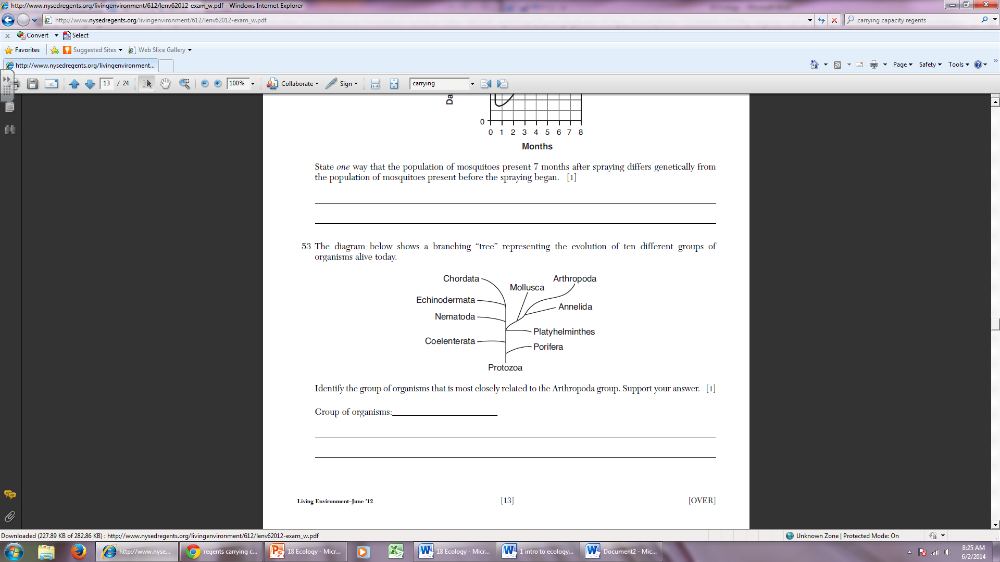 http://www.nysedregents.org/livingenvironment/612/lenv62012-exam_w.pdf - Windows Internet Explorer
http://www.nysedregents.org/livingenvironment/612/lenv62012-exam_w.pdf
carrying capacity regents
x Convert Select
Favorites Suggested Sites Web Slice Gallery
http://www.nysedregents.org/livingenvironment...
Page Safety Tools
13 / 24 100% Collaborate Sign carrying
Da
0
0 1 2 3 4 5 6 7 8
Months
State one way that the population of mosquitoes present 7 months after spraying differs genetically from
the population of mosquitoes present before the spraying began. [1]
53 The diagram below shows a branching “tree” representing the evolution of ten different groups of
organisms alive today.
Chordata
Arthropoda
Mollusca
Echinodermata
Annelida
Nematoda
Platyhelminthes
Coelenterata
Porifera
Protozoa
Identify the group of organisms that is most closely related to the Arthropoda group. Support your answer. [1]
Group of organisms:
Living Environment–June ’12 [13] [OVER]
Downloaded (227.89 KB of 282.86 KB) : http://www.nysedregents.org/livingenvironment/612/lenv62012-exam_w.pdf
Unknown Zone | Protected Mode: On
http://www.nyse... regents carrying c... 18 Ecology - Micr... 18 Ecology - Micr... 1 intro to ecology... Document2 - Mic...
8:25 AM
6/2/2014